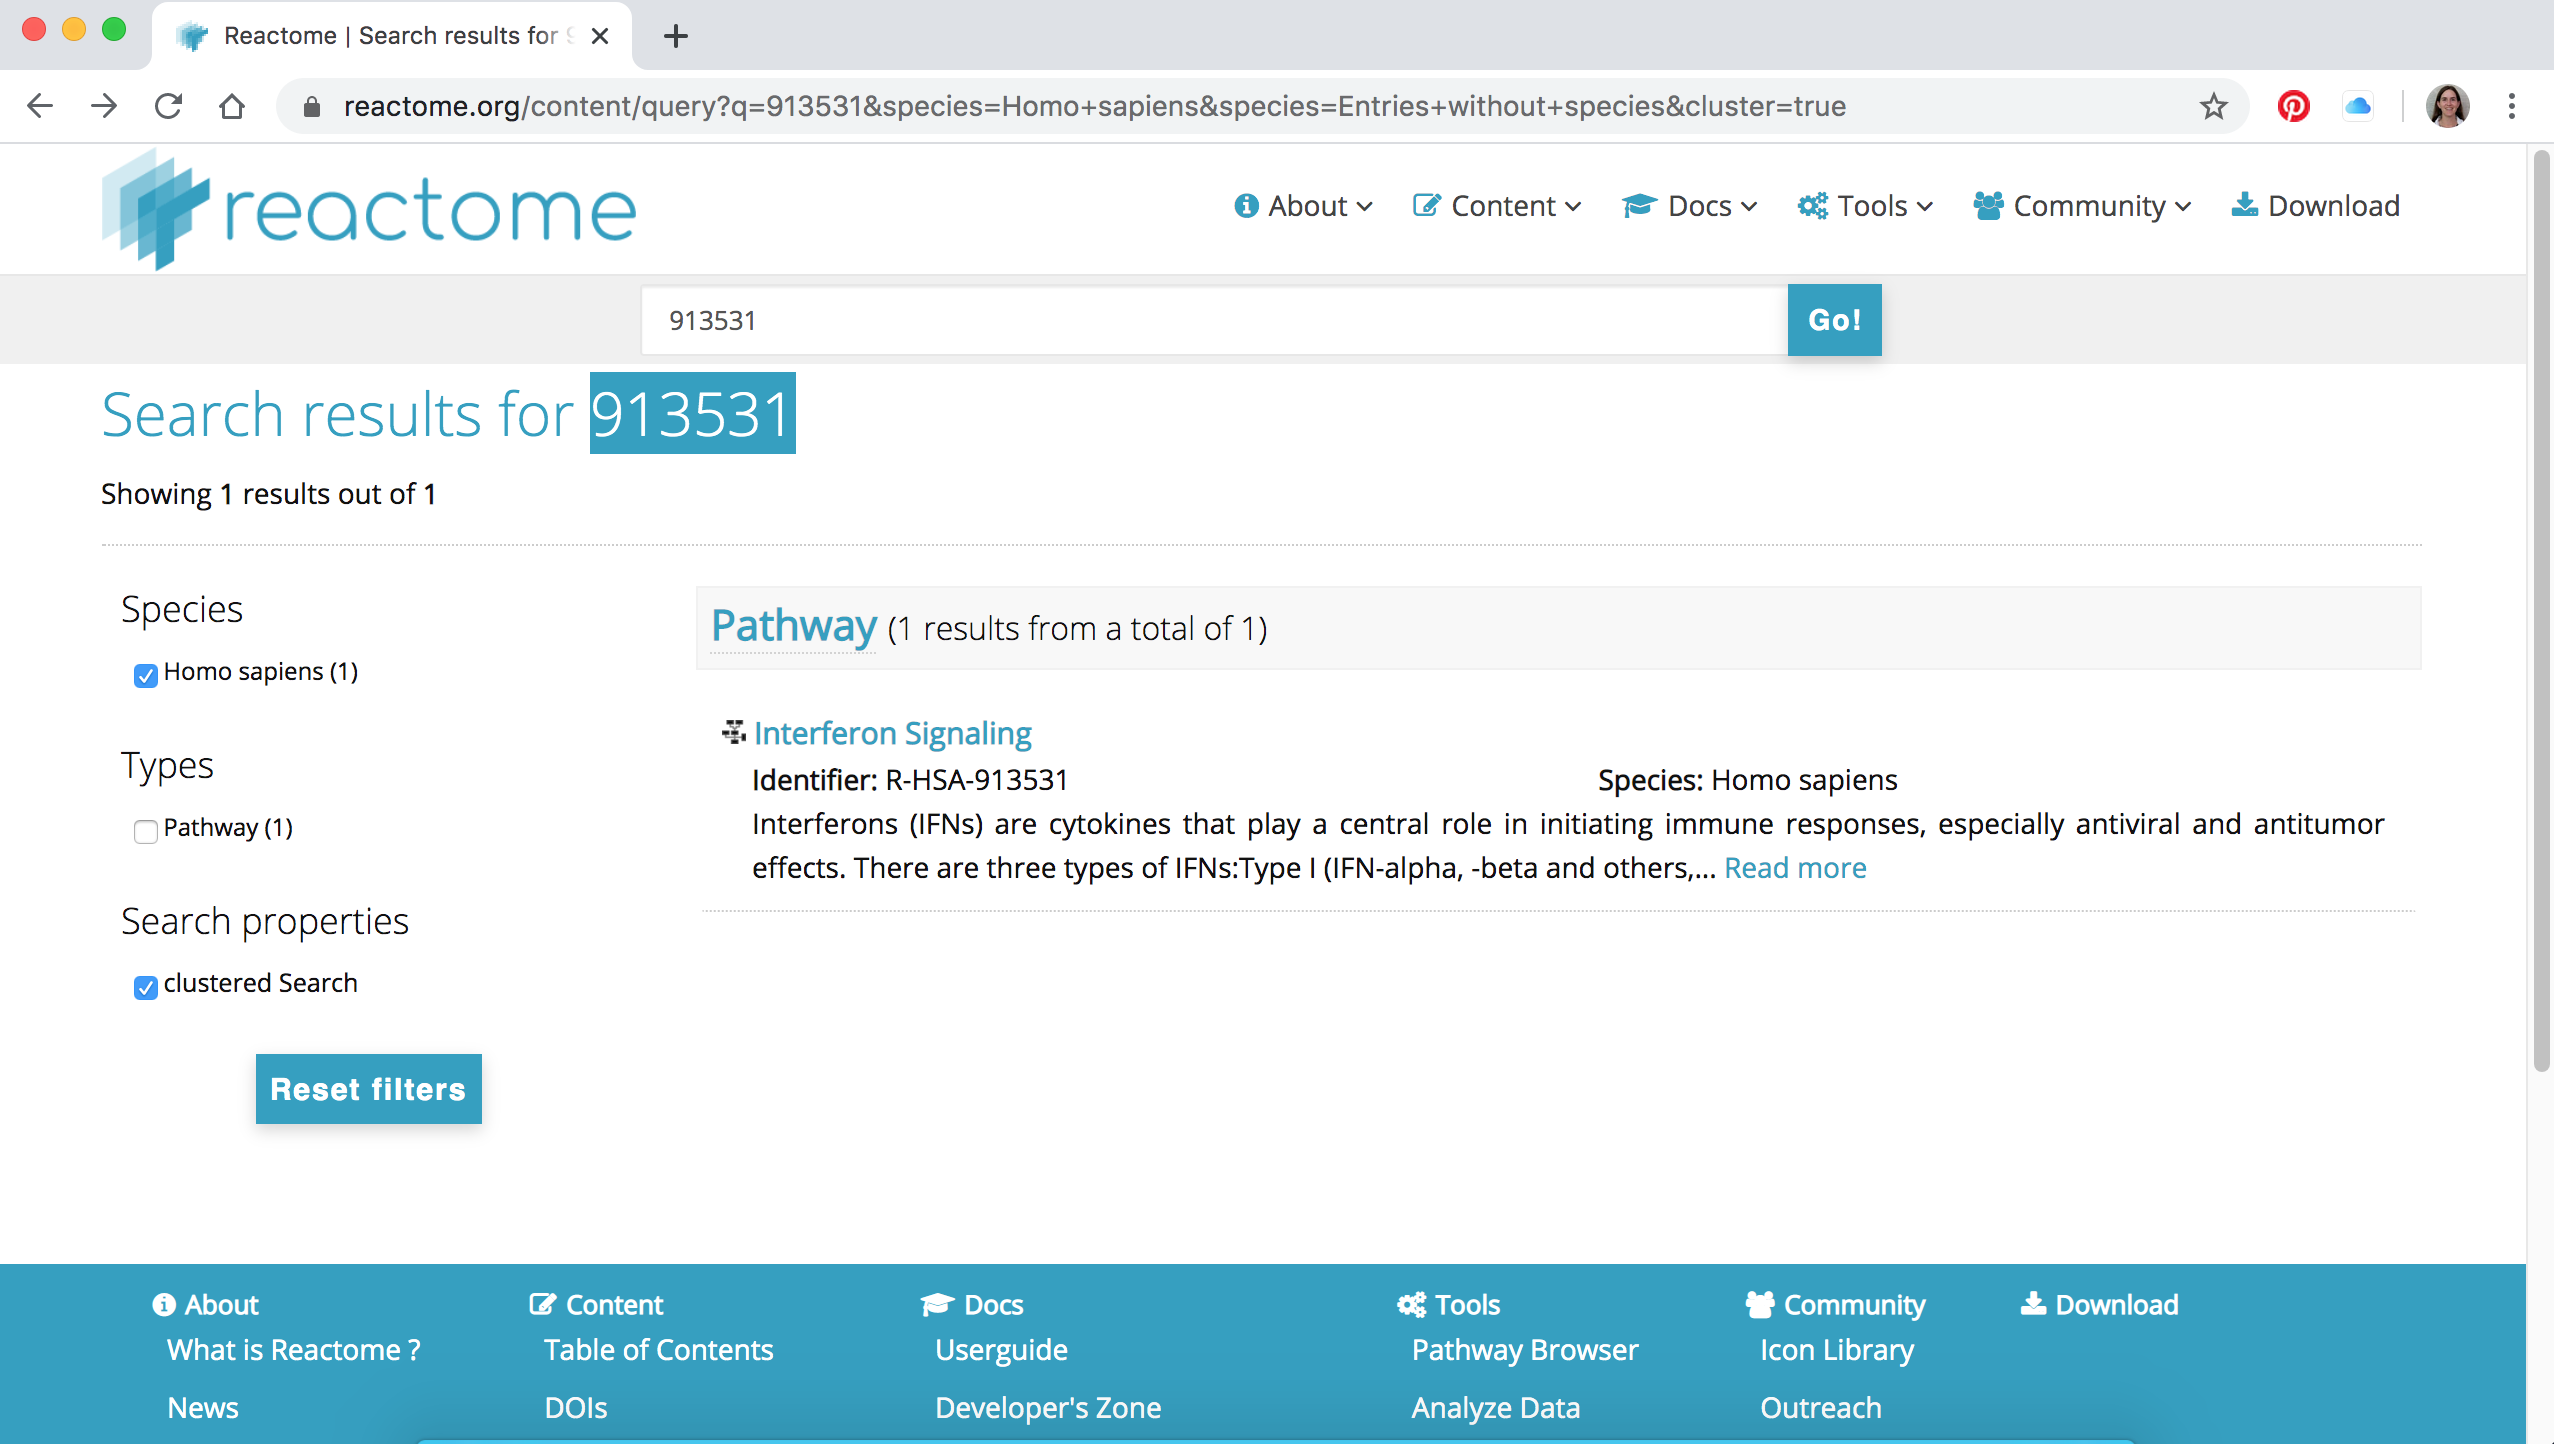 Reactome | Search results for 9
reactome.org/content/query?q=913531&species=Homo+sapiens&species=Entries+without+species&cluster=true
reactome
About
Content
Docs
Tools
Community
Download
913531
Go!
Search results for 913531
Showing 1 results out of 1
Species
Homo sapiens (1)
Types
Pathway (1)
Search properties
clustered Search
Reset filters
Pathway (1 results from a total of 1)
Interferon Signaling
Identifier: R-HSA-913531 Species: Homo sapiens
Interferons (IFNs) are cytokines that play a central role in initiating immune responses, especially antiviral and antitumor
effects. There are three types of IFNs:Type I (IFN-alpha, -beta and others,... Read more
About
What is Reactome ?
News
Content
Table of Contents
DOIs
Docs
Userguide
Developer's Zone
Tools
Pathway Browser
Analyze Data
Community
Icon Library
Outreach
Download